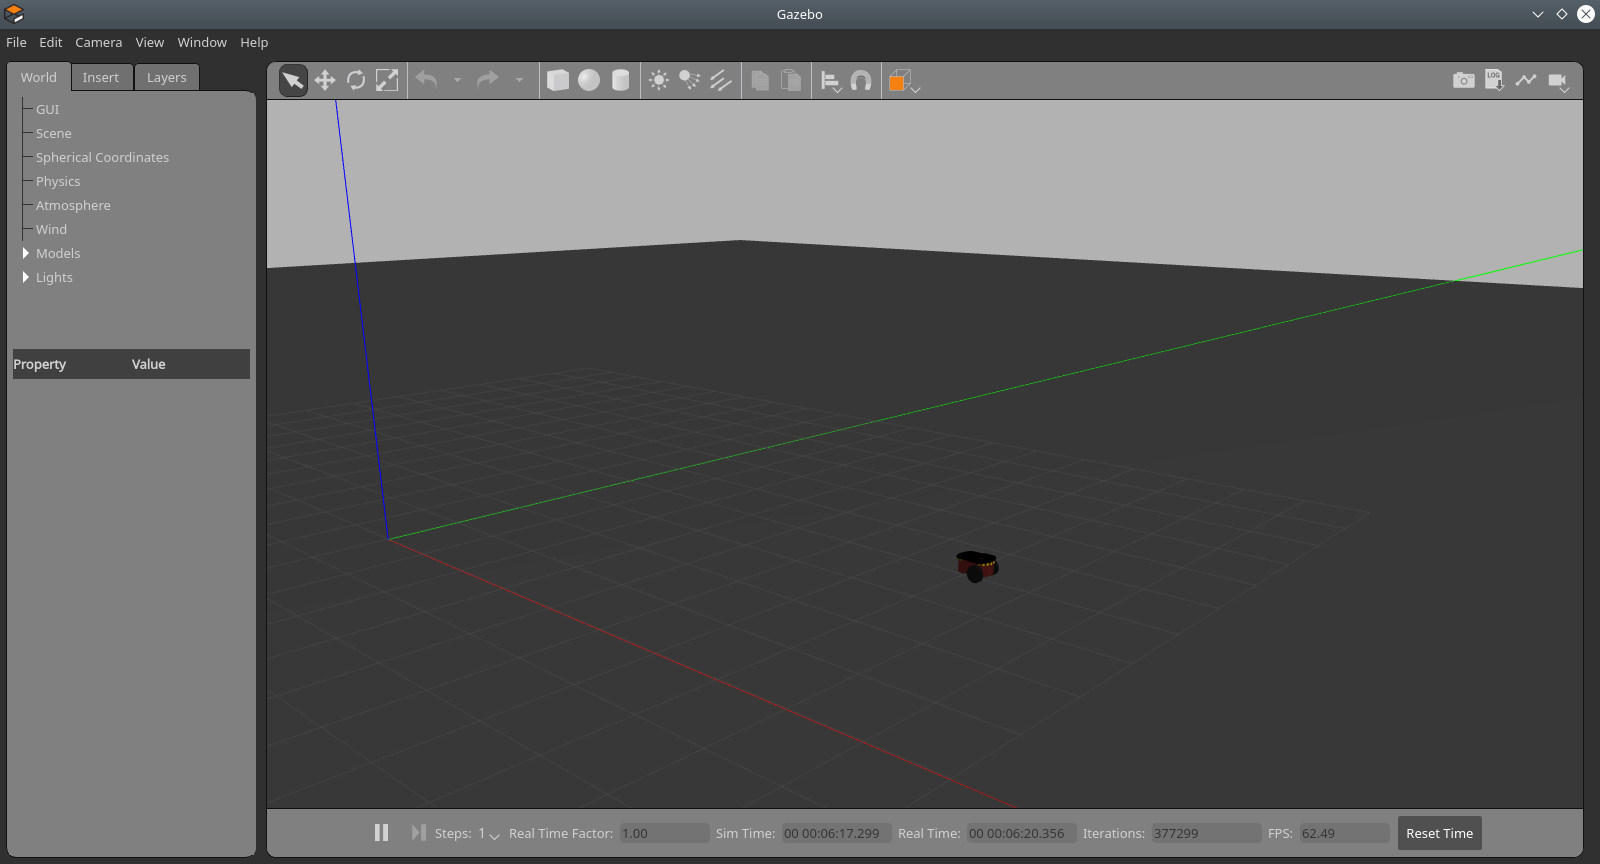 Gazebo
File Edit Camera View Window Help
World Insert Layers
GUI
Scene
Spherical Coordinates
Physics
Atmosphere
Wind
Models
Lights
Property Value
LOG
Steps: 1 Real Time Factor: 1.00 Sim Time: 00 00:06:17.299 Real Time: 00 00:06:20.356 Iterations: 377299 FPS: 62.49 Reset Time